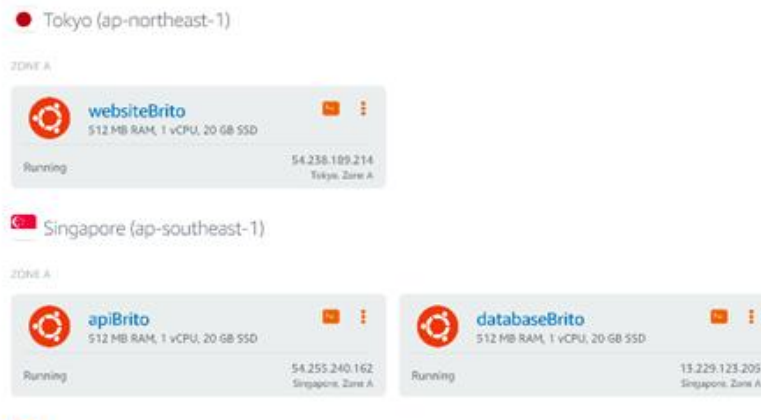 Tokyo (ap-northeast-1)
ZONE A
websiteBrito
512 MB RAM, 1 vCPU, 20 GB SSD
Running
54.238.189.214
Tokyo, Zone A
Singapore (ap-southeast-1)
ZONE A
apiBrito
512 MB RAM, 1 vCPU, 20 GB SSD
Running
54.255.240.162
Singapore, Zone A
databaseBrito
512 MB RAM, 1 vCPU, 20 GB SSD
Running
13.229.123.205
Singapore, Zone A